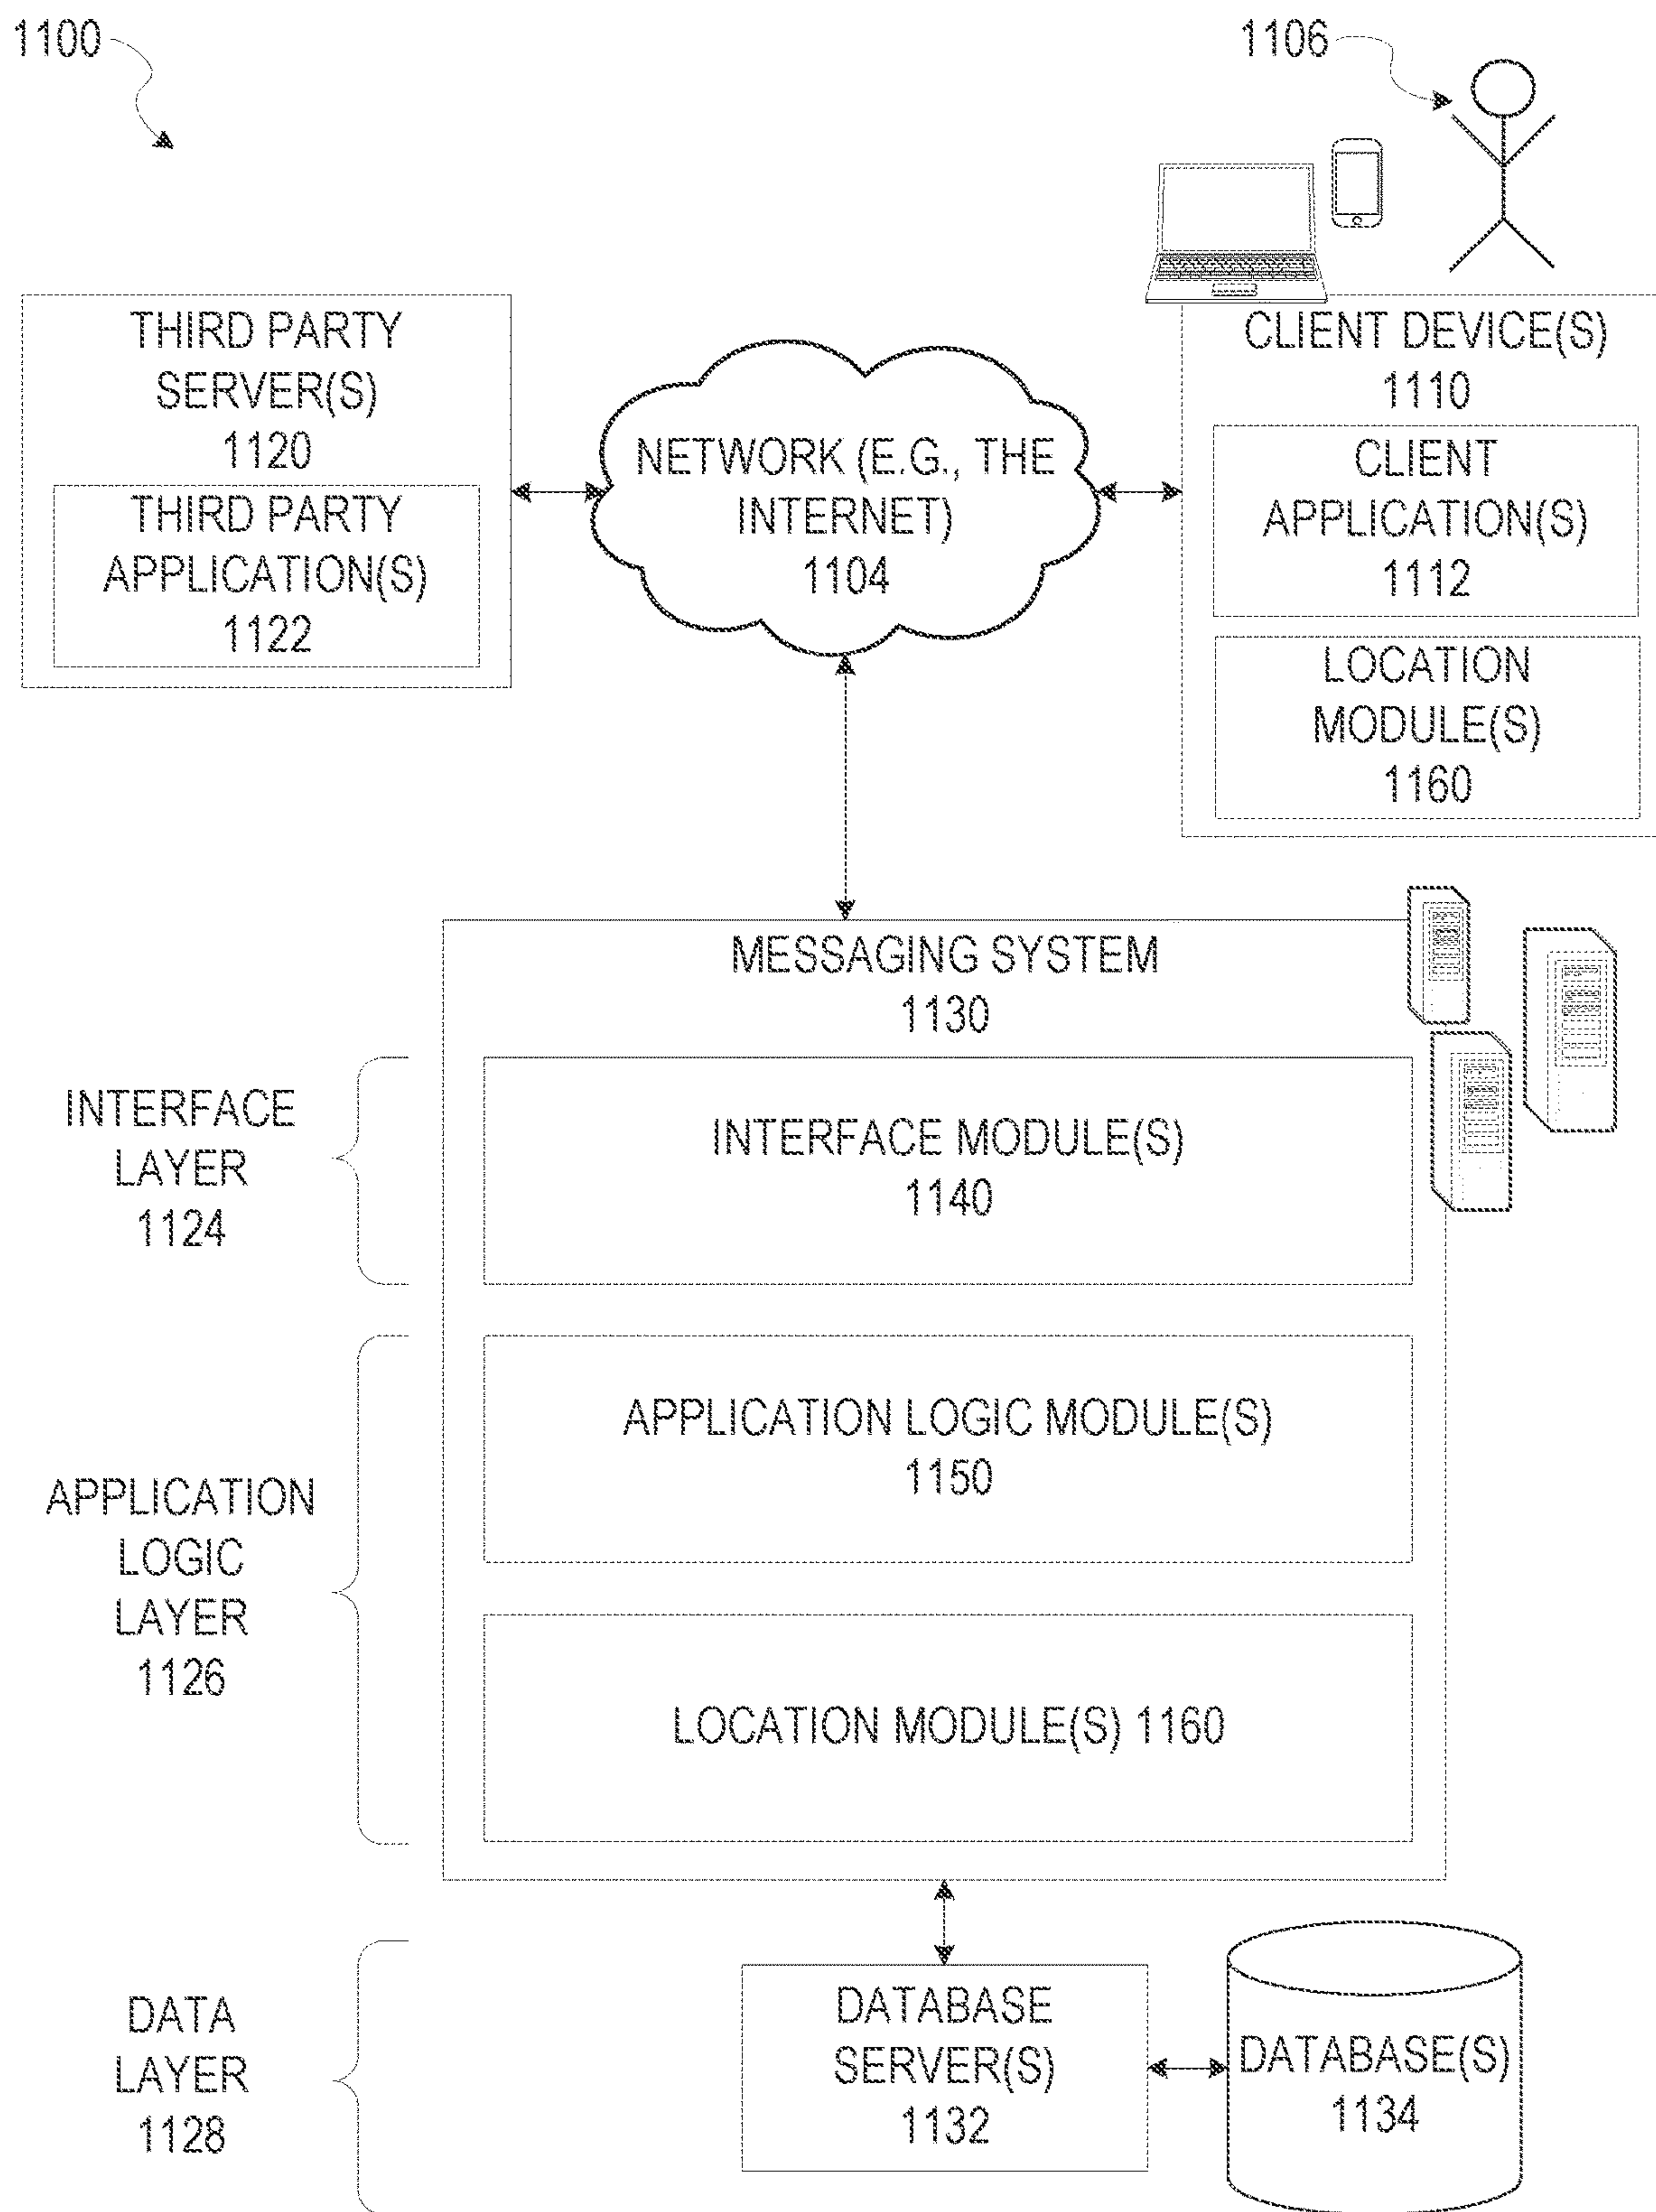 1100
1106
THIRD PARTY
SERVER(S)
1120
THIRD PARTY
APPLICATION(S)
1122
NETWORK (E.G., THE
INTERNET)
1104
CLIENT DEVICE(S)
1110
CLIENT
APPLICATION(S)
1112
LOCATION
MODULE(S)
1160
MESSAGING SYSTEM
1130
INTERFACE
LAYER
1124
INTERFACE MODULE(S)
1140
APPLICATION
LOGIC
LAYER
1126
APPLICATION LOGIC MODULE(S)
1150
LOCATION MODULE(S) 1160
DATA
LAYER
1128
DATABASE
SERVER(S)
1132
DATABASE(S)
1134